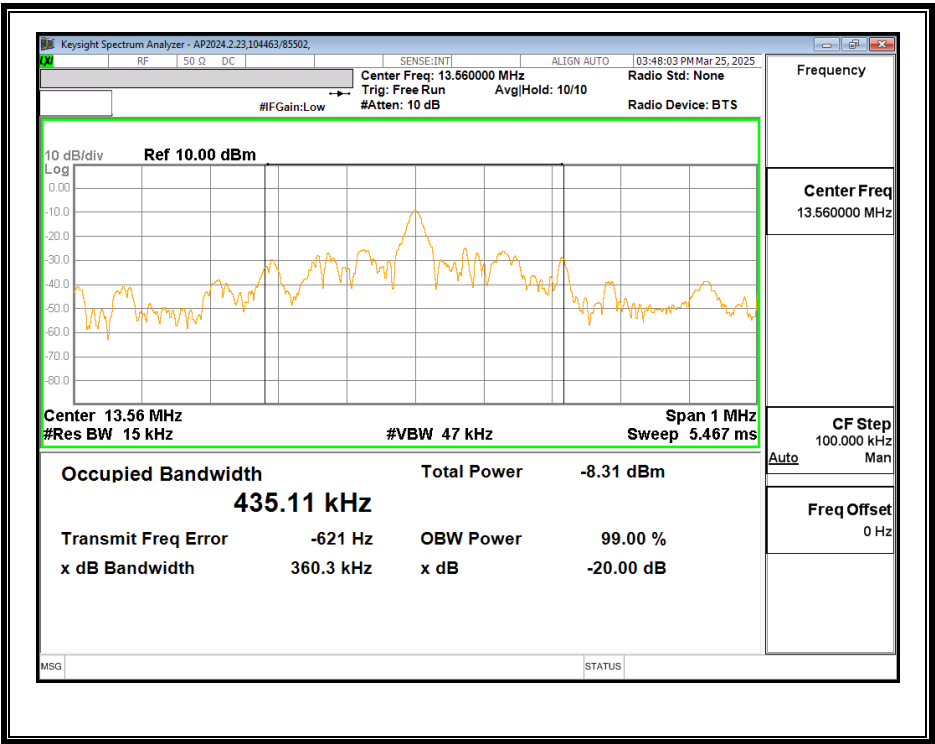 Keysight Spectrum Analyzer - AP2024.2.23,104463/85502,
LXI RF 50 Ω DC SENSE:INT ALIGN AUTO 03:48:03 PM Mar 25, 2025
Center Freq: 13.560000 MHz Radio Std: None
Trig: Free Run Avg|Hold: 10/10
#IFGain:Low #Atten: 10 dB Radio Device: BTS
10 dB/div Ref 10.00 dBm
Log
0.00
-10.0
-20.0
-30.0
-40.0
-50.0
-60.0
-70.0
-80.0
Center 13.56 MHz Span 1 MHz
#Res BW 15 kHz #VBW 47 kHz Sweep 5.467 ms
Occupied Bandwidth Total Power -8.31 dBm
435.11 kHz
Transmit Freq Error -621 Hz OBW Power 99.00 %
x dB Bandwidth 360.3 kHz x dB -20.00 dB
MSG STATUS
Frequency
Center Freq
13.560000 MHz
CF Step
100.000 kHz
Auto Man
Freq Offset
0 Hz